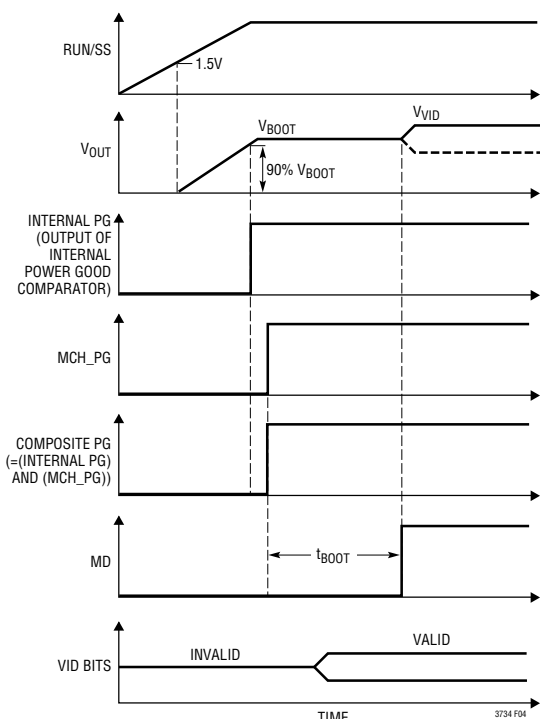 RUN/SS
1.5V
VOUT
VBOOT
90% VBOOT
VVID
INTERNAL PG
(OUTPUT OF
INTERNAL
POWER GOOD
COMPARATOR)
MCH_PG
COMPOSITE PG
(=(INTERNAL PG)
AND (MCH_PG))
MD
tBOOT
VID BITS
INVALID
VALID
TIME
3734 F04